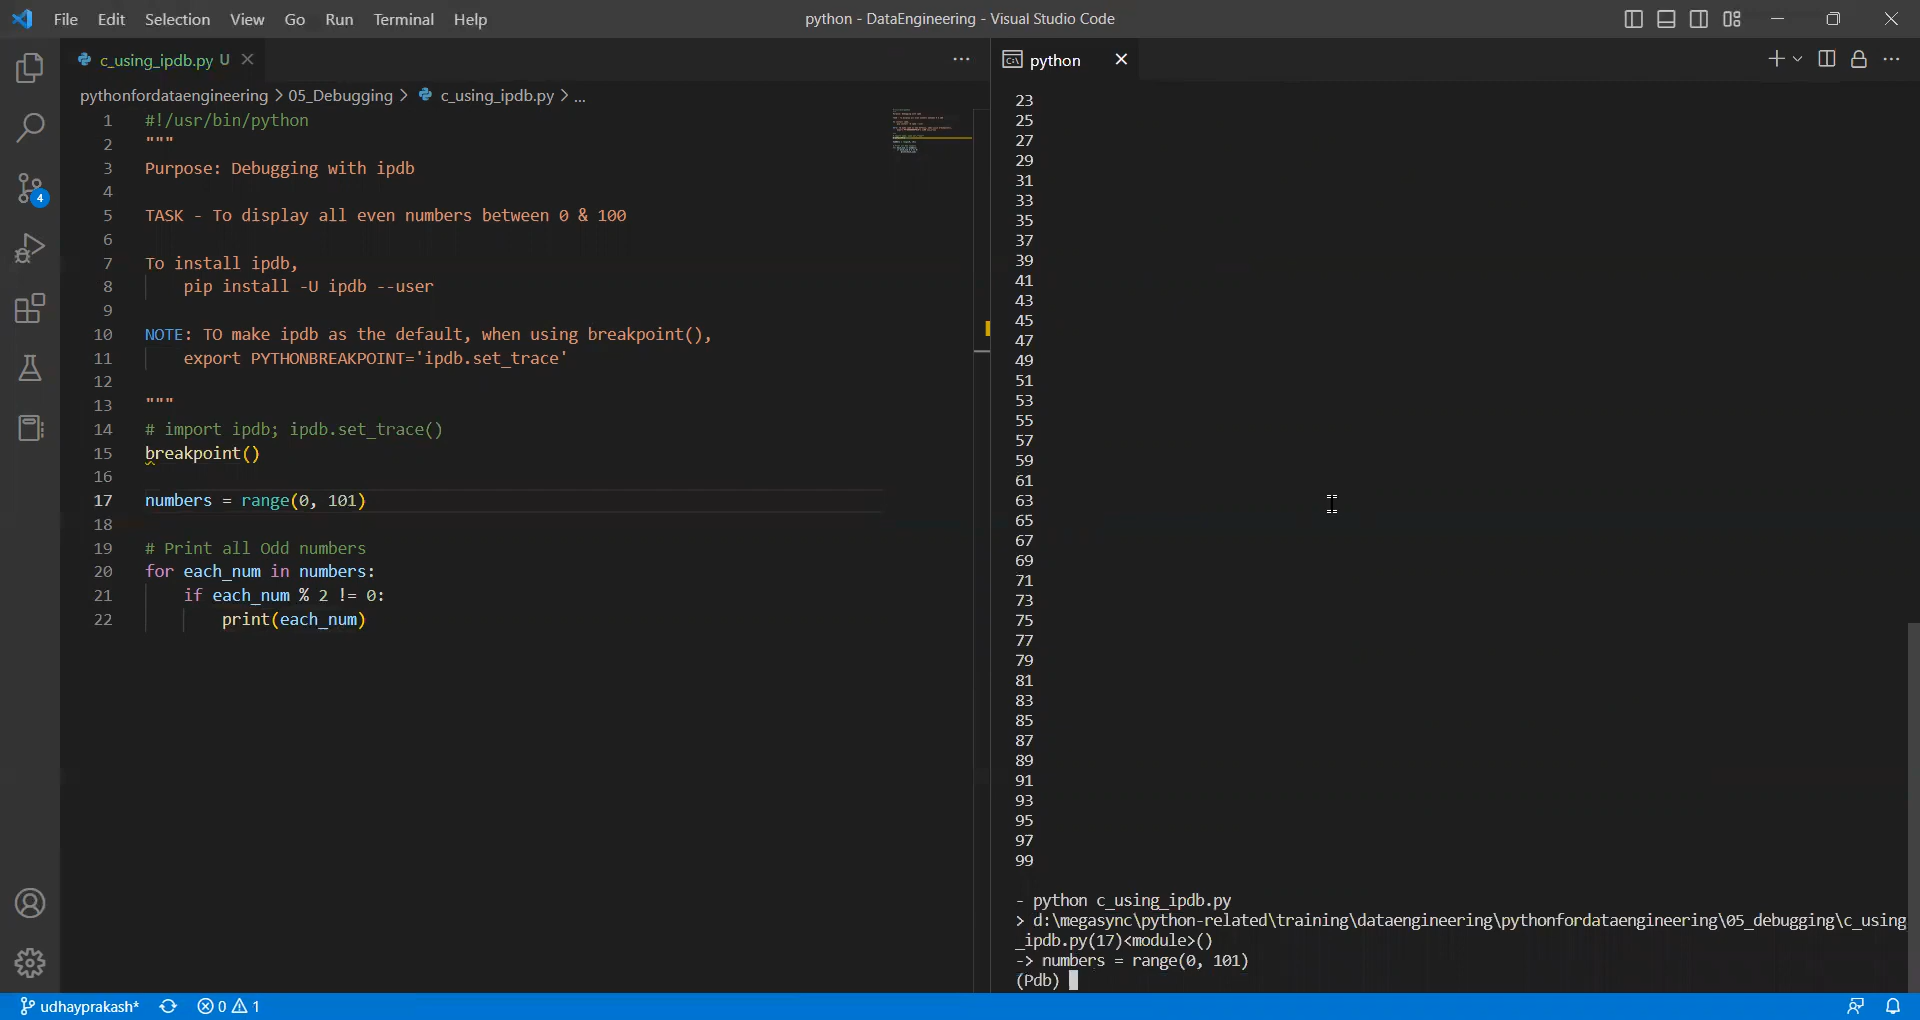 File Edit Selection View Go Run Terminal Help
python - DataEngineering - Visual Studio Code
c_using_ipdb.py U
pythonfordataengineering > 05_Debugging > c_using_ipdb.py > ...
1 #!/usr/bin/python
2 """
3 Purpose: Debugging with ipdb
4
5 TASK - To display all even numbers between 0 & 100
6
7 To install ipdb,
8 pip install -U ipdb --user
9
10 NOTE: TO make ipdb as the default, when using breakpoint(),
11 export PYTHONBREAKPOINT='ipdb.set_trace'
12
13 """
14 # import ipdb; ipdb.set_trace()
15 breakpoint()
16
17 numbers = range(0, 101)
18
19 # Print all Odd numbers
20 for each_num in numbers:
21 if each_num % 2 != 0:
22 print(each_num)
python
23
25
27
29
31
33
35
37
39
41
43
45
47
49
51
53
55
57
59
61
63
65
67
69
71
73
75
77
79
81
83
85
87
89
91
93
95
97
99
- python c_using_ipdb.py
> d:\megasync\python-related\training\dataengineering\pythonfordataengineering\05_debugging\c_using
_ipdb.py(17)<module>()
-> numbers = range(0, 101)
(Pdb)
4
udhayprakash* 0 1